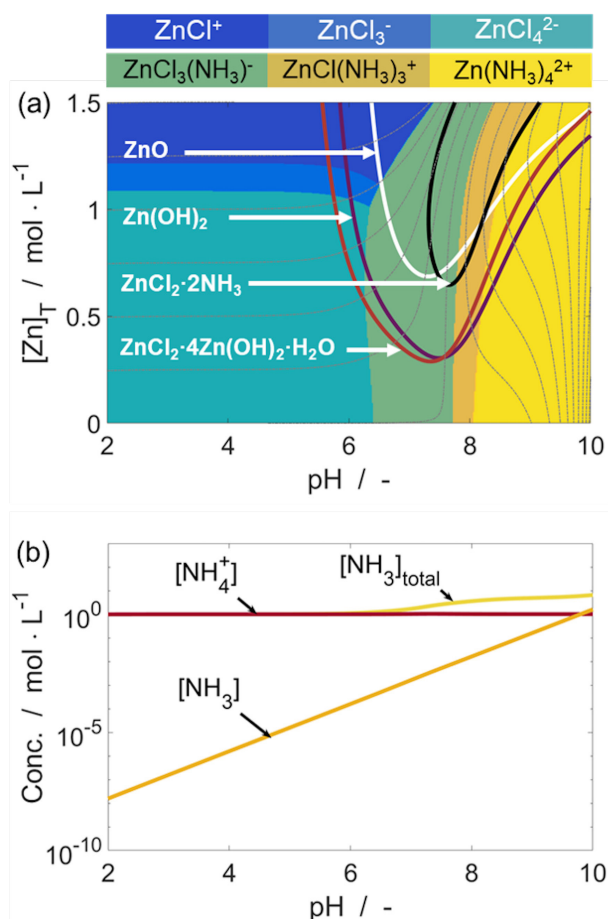 ZnCl⁺ ZnCl₃⁻ ZnCl₄²⁻
ZnCl₃(NH₃)⁻ ZnCl(NH₃)₃⁺ Zn(NH₃)₄²⁺
(a)
1.5
ZnO
1
Zn(OH)₂
ZnCl₂·2NH₃
0.5
ZnCl₂·4Zn(OH)₂·H₂O
0
[Zn]T / mol · L⁻¹
2 4 6 8 10
pH / -
(b)
[NH₄⁺] [NH₃]total
10⁰
[NH₃]
10⁻⁵
10⁻¹⁰
Conc. / mol · L⁻¹
2 4 6 8 10
pH / -